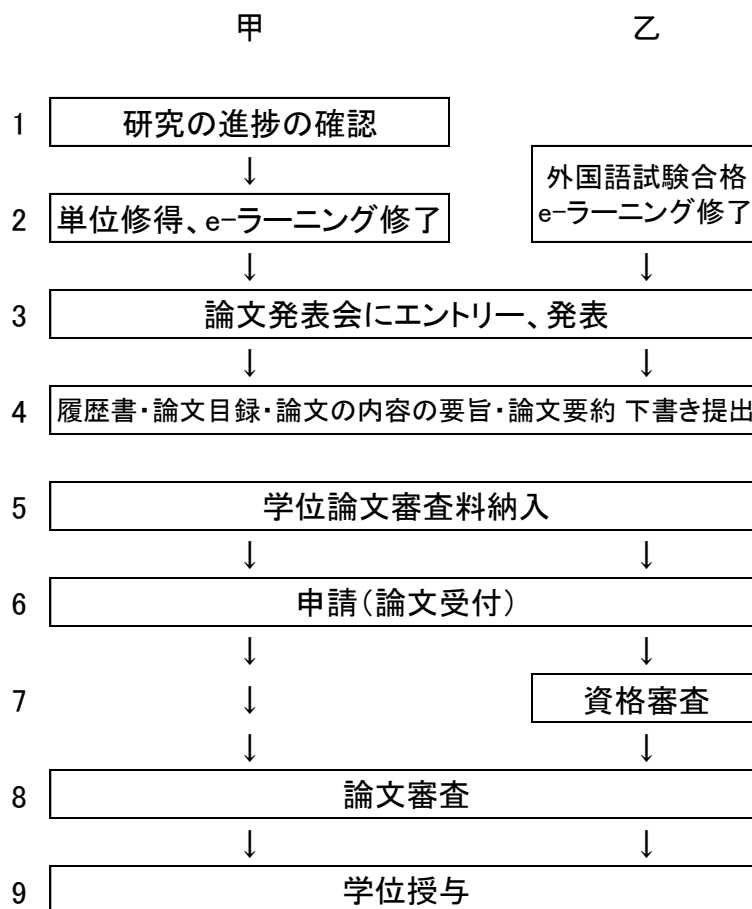 甲 乙
1 研究の進捗の確認
↓
外国語試験合格
2 単位修得、e-ラーニング修了 e-ラーニング修了
↓ ↓
3 論文発表会にエントリー、発表
↓ ↓
4 履歴書・論文目録・論文の内容の要旨・論文要約 下書き提出
5 学位論文審査料納入
↓ ↓
6 申請(論文受付)
↓ ↓
7 ↓ 資格審査
↓ ↓
8 論文審査
↓ ↓
9 学位授与